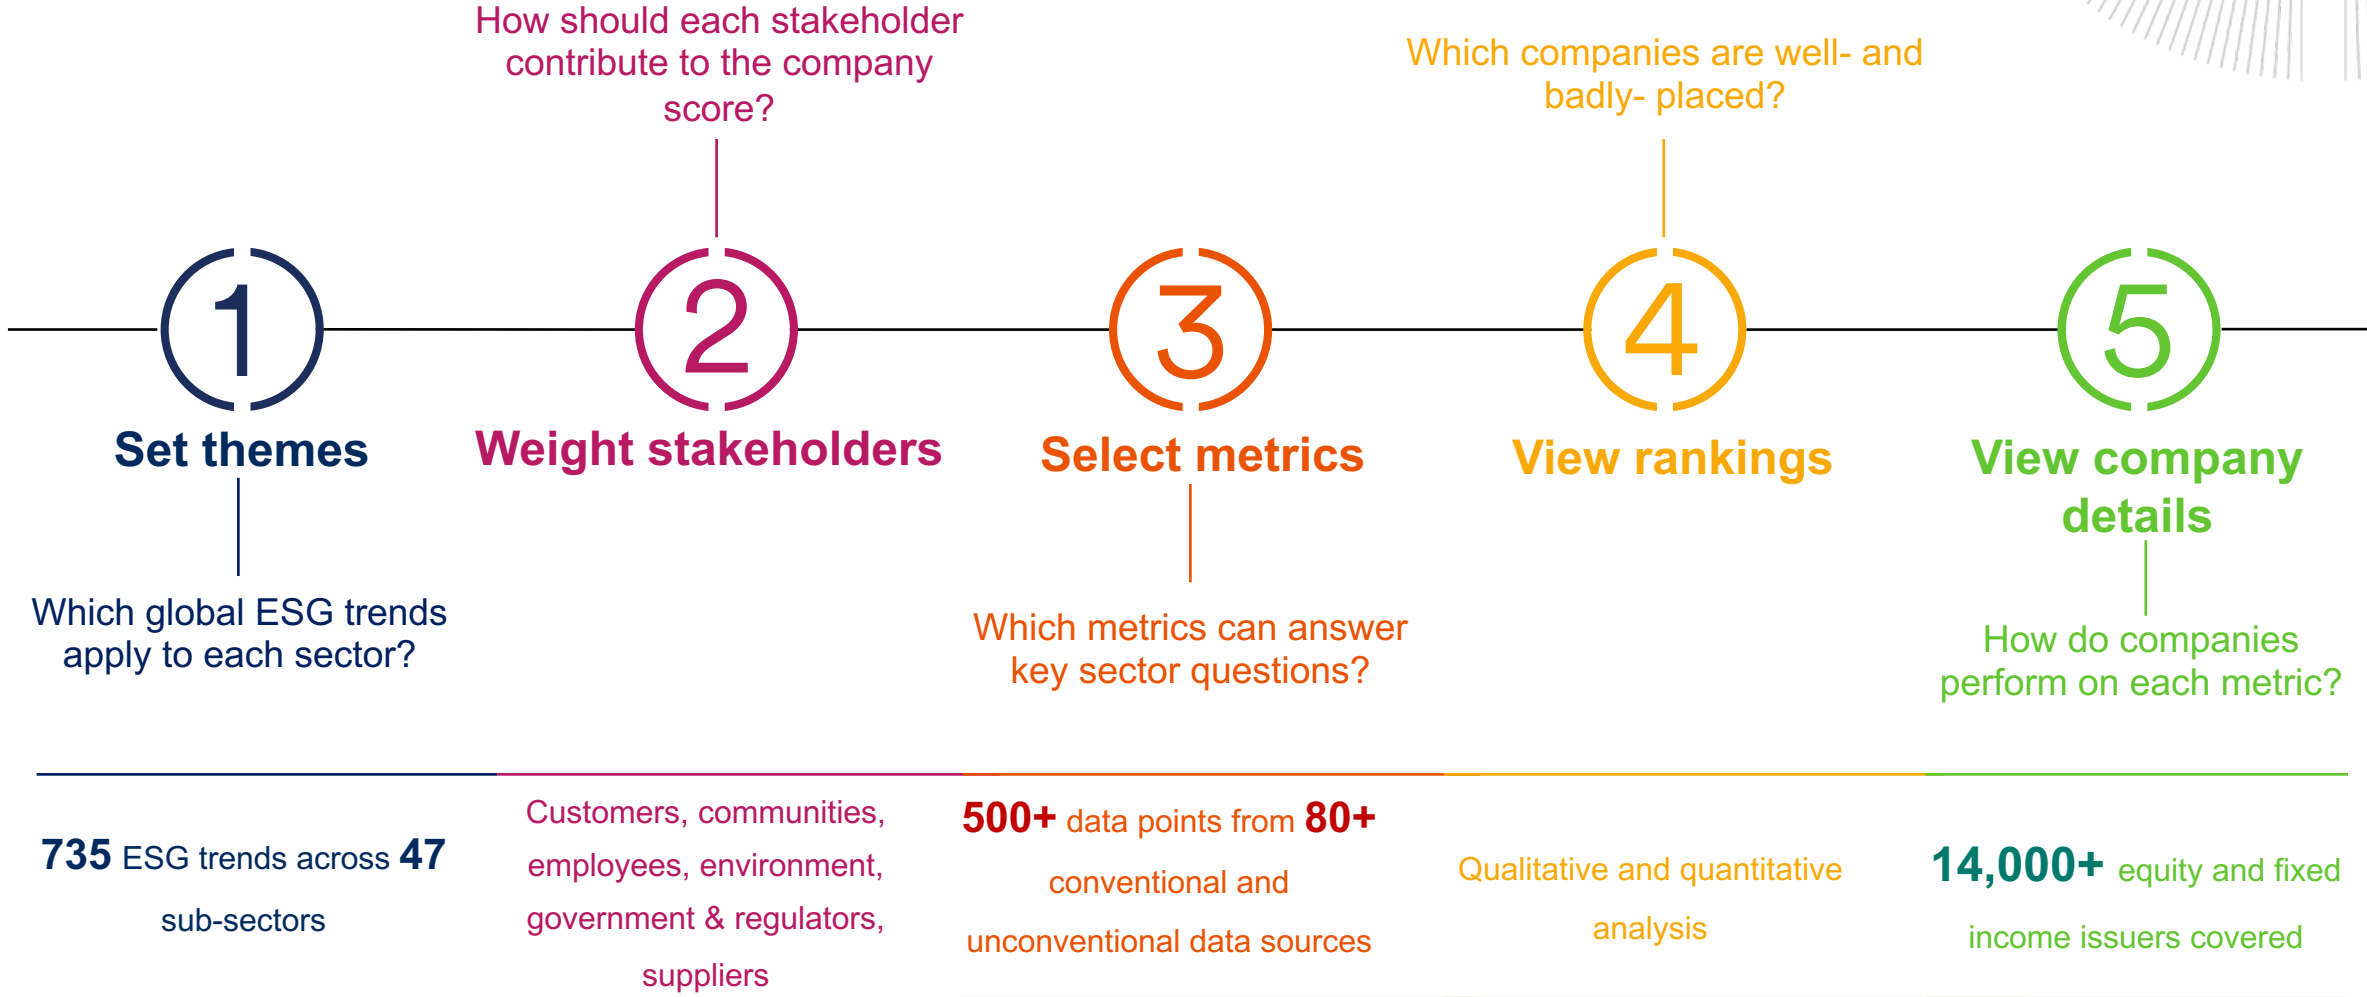 How should each stakeholder
contribute to the company
score?
Which companies are well- and
badly- placed?
1
2
3
4
5
Set themes
Weight stakeholders
Select metrics
View rankings
View company
details
Which global ESG trends
apply to each sector?
Which metrics can answer
key sector questions?
How do companies
perform on each metric?
735 ESG trends across 47
sub-sectors
Customers, communities,
employees, environment,
government & regulators,
suppliers
500+ data points from 80+
conventional and
unconventional data sources
Qualitative and quantitative
analysis
14,000+ equity and fixed
income issuers covered